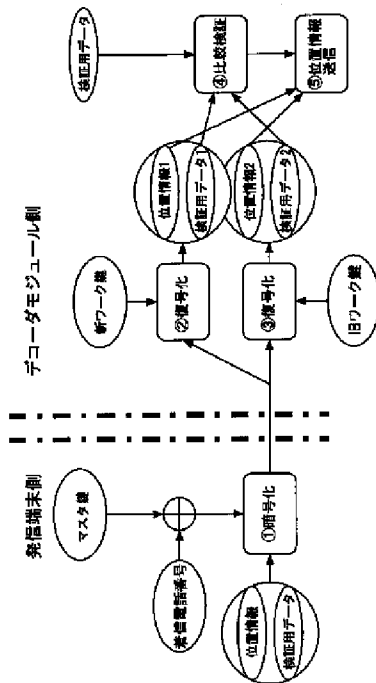 発信端末側
デコーダモジュール側
マスタ鍵
着信電話番号
①暗号化
位置情報
検証用データ
新ワーク鍵
②復号化
③復号化
旧ワーク鍵
位置情報1
検証用データ1
位置情報2
検証用データ2
検証用データ
④比較検証
⑤位置情報
送信